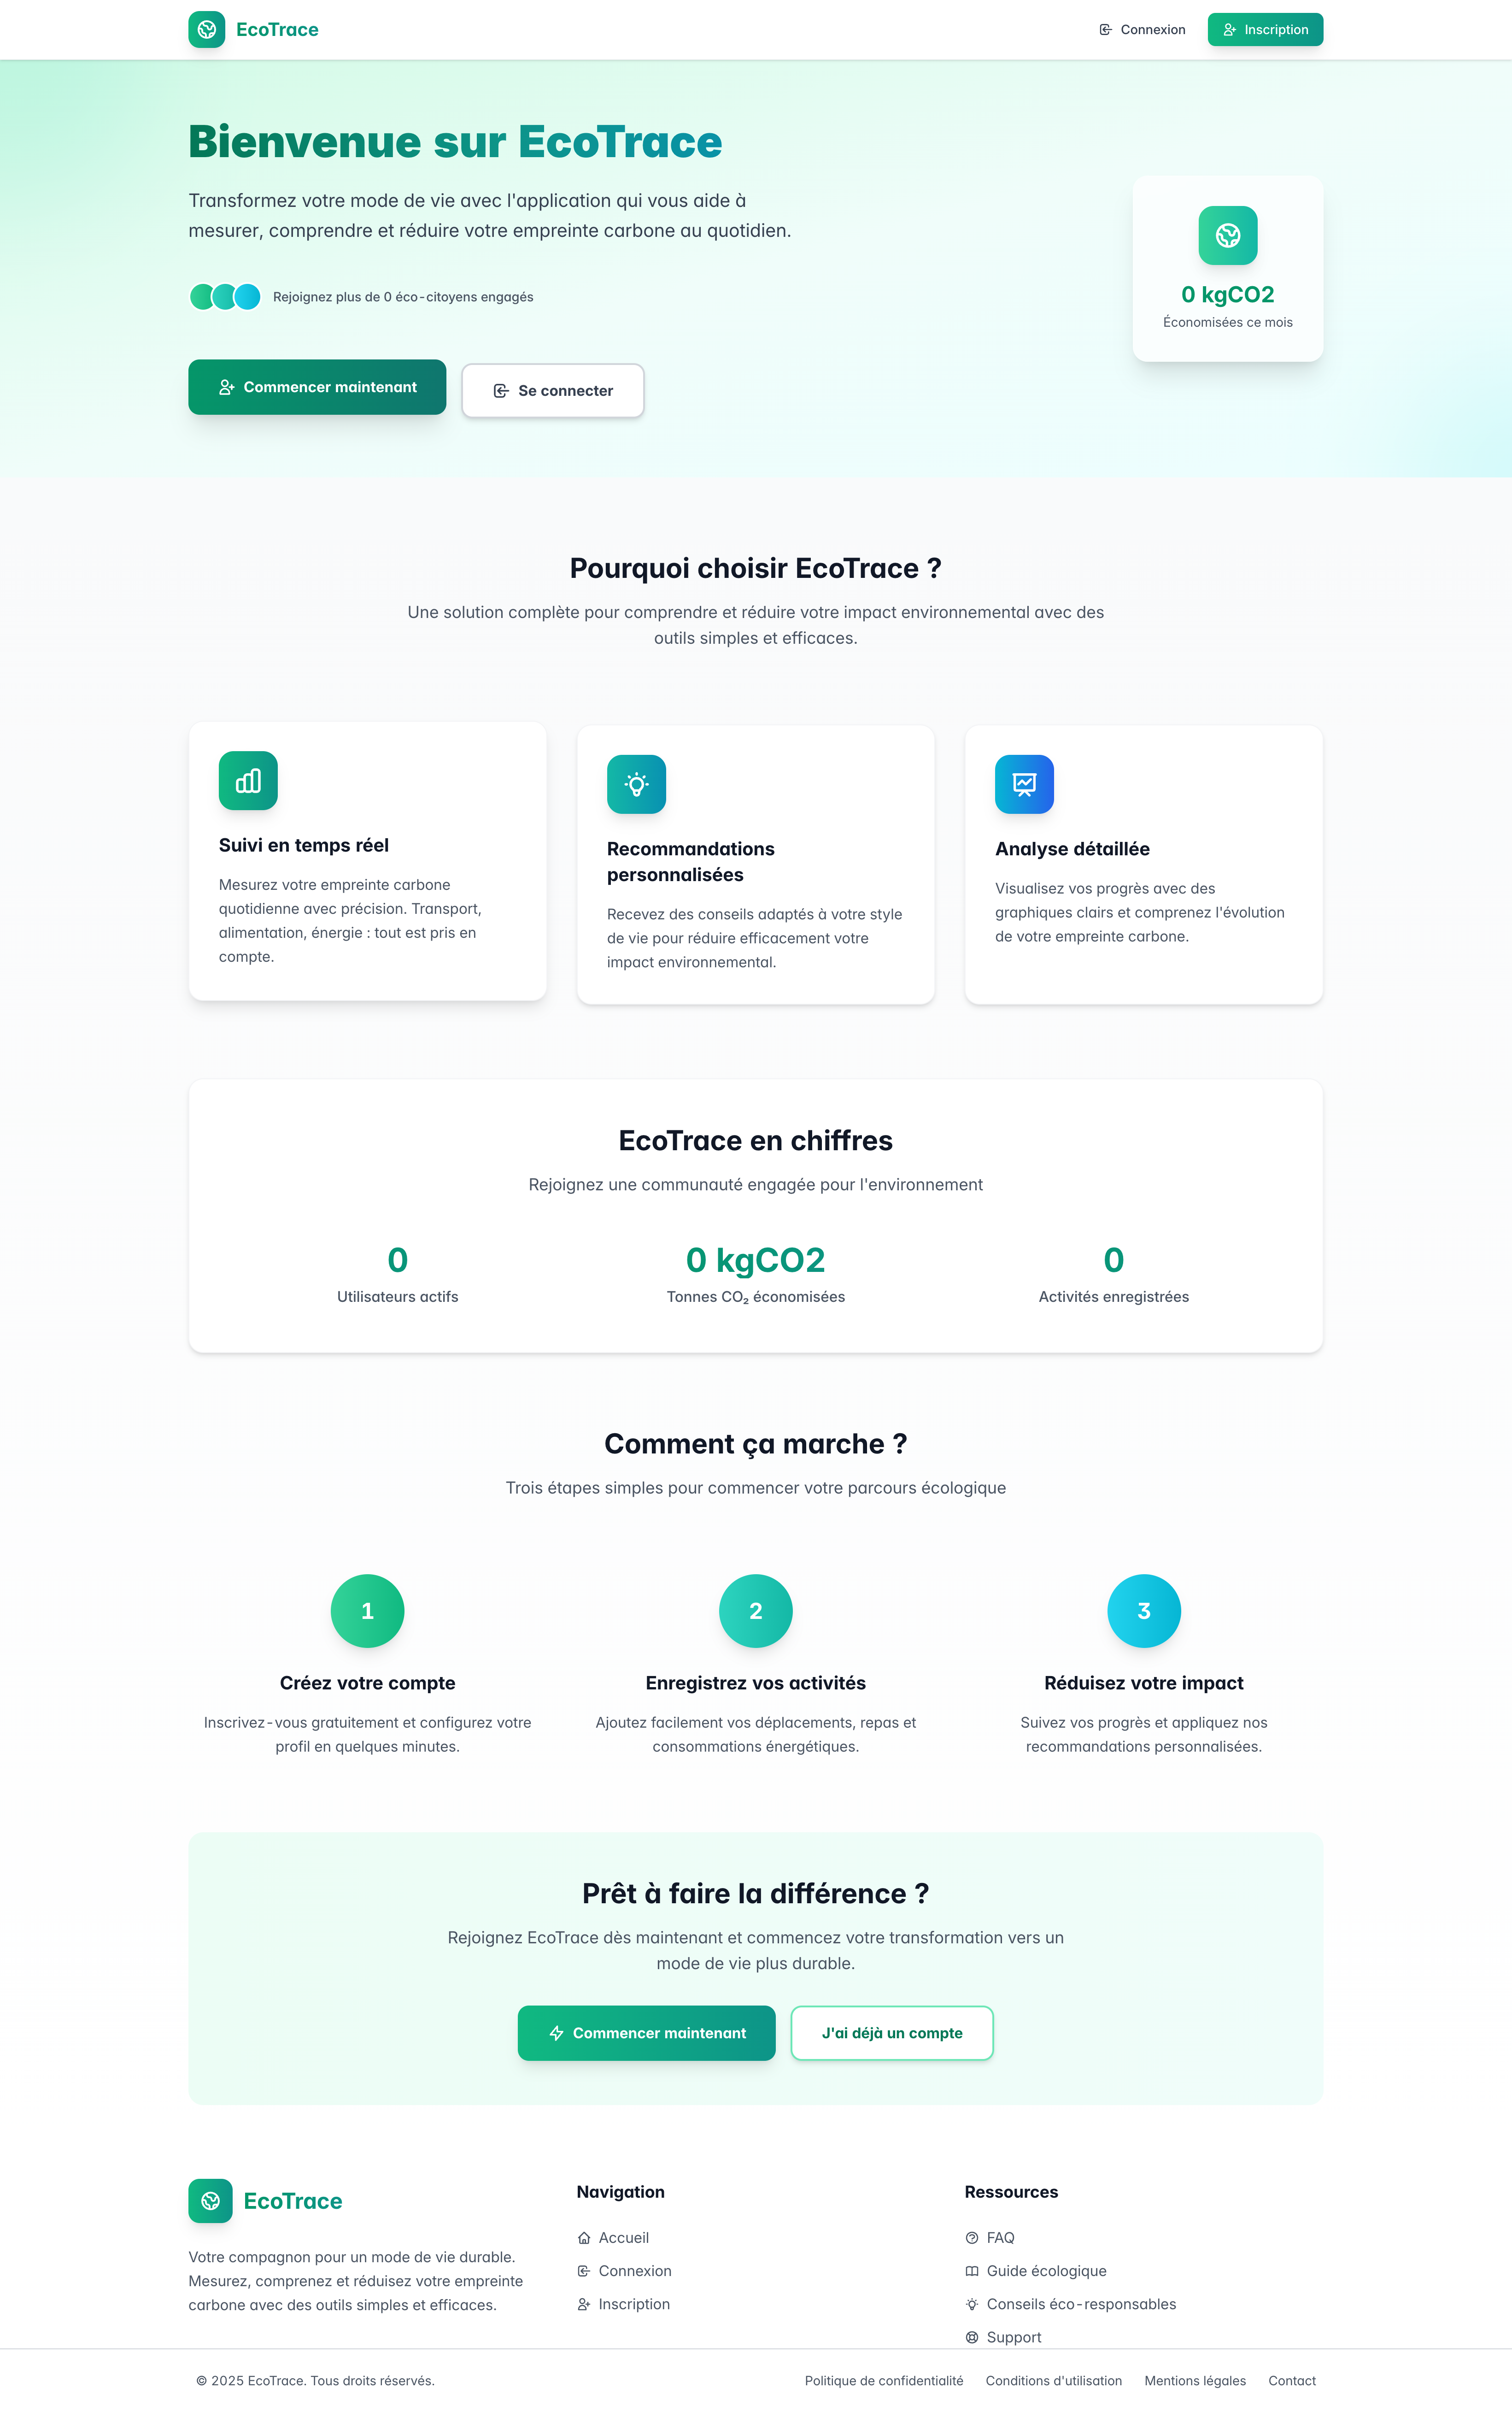 EcoTrace
Connexion
Inscription
Bienvenue sur EcoTrace
Transformez votre mode de vie avec l'application qui vous aide à
mesurer, comprendre et réduire votre empreinte carbone au quotidien.
Rejoignez plus de 0 éco-citoyens engagés
Commencer maintenant
Se connecter
0 kgCO2
Économisées ce mois
Pourquoi choisir EcoTrace ?
Une solution complète pour comprendre et réduire votre impact environnemental avec des
outils simples et efficaces.
Suivi en temps réel
Mesurez votre empreinte carbone
quotidienne avec précision. Transport,
alimentation, énergie : tout est pris en
compte.
Recommandations
personnalisées
Recevez des conseils adaptés à votre style
de vie pour réduire efficacement votre
impact environnemental.
Analyse détaillée
Visualisez vos progrès avec des
graphiques clairs et comprenez l'évolution
de votre empreinte carbone.
EcoTrace en chiffres
Rejoignez une communauté engagée pour l'environnement
0
Utilisateurs actifs
0 kgCO2
Tonnes CO₂ économisées
0
Activités enregistrées
Comment ça marche ?
Trois étapes simples pour commencer votre parcours écologique
1
Créez votre compte
Inscrivez-vous gratuitement et configurez votre
profil en quelques minutes.
2
Enregistrez vos activités
Ajoutez facilement vos déplacements, repas et
consommations énergétiques.
3
Réduisez votre impact
Suivez vos progrès et appliquez nos
recommandations personnalisées.
Prêt à faire la différence ?
Rejoignez EcoTrace dès maintenant et commencez votre transformation vers un
mode de vie plus durable.
Commencer maintenant
J'ai déjà un compte
EcoTrace
Votre compagnon pour un mode de vie durable.
Mesurez, comprenez et réduisez votre empreinte
carbone avec des outils simples et efficaces.
Navigation
Accueil
Connexion
Inscription
Ressources
FAQ
Guide écologique
Conseils éco-responsables
Support
© 2025 EcoTrace. Tous droits réservés.
Politique de confidentialité
Conditions d'utilisation
Mentions légales
Contact